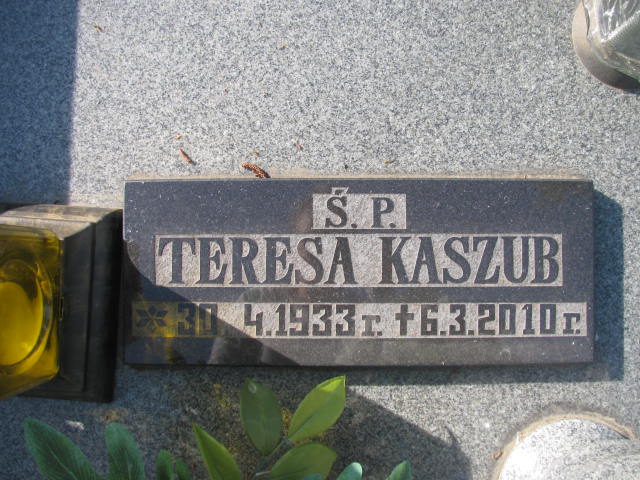 Ś. P.
TERESA KASZUB
* 30. 4.1933 r. ✝ 6.3.2010 r.